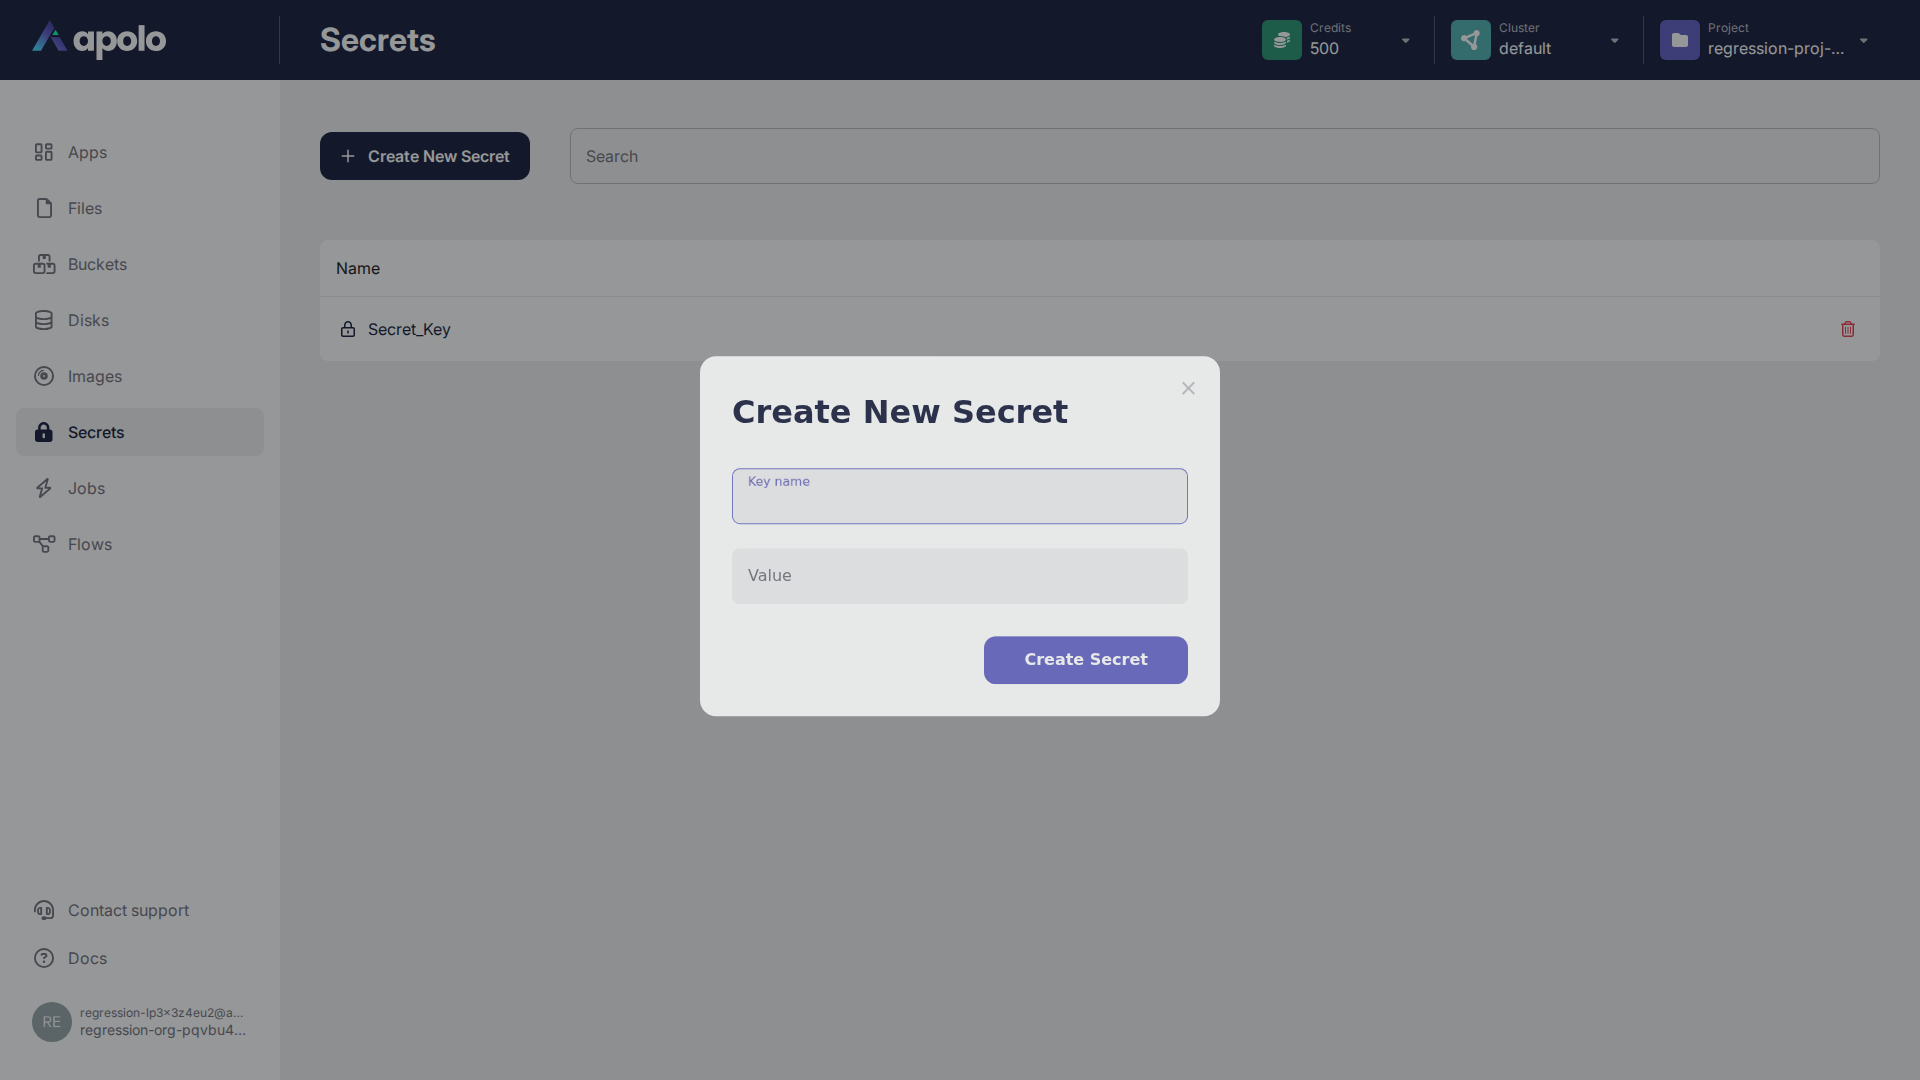 apolo
Secrets
Credits
500
Cluster
default
Project
regression-proj-...
Apps
Files
Buckets
Disks
Images
Secrets
Jobs
Flows
Create New Secret
Search
Name
Secret_Key
Create New Secret
Key name
Value
Create Secret
Contact support
Docs
RE
regression-lp3x3z4eu2@a...
regression-org-pqvbu4...